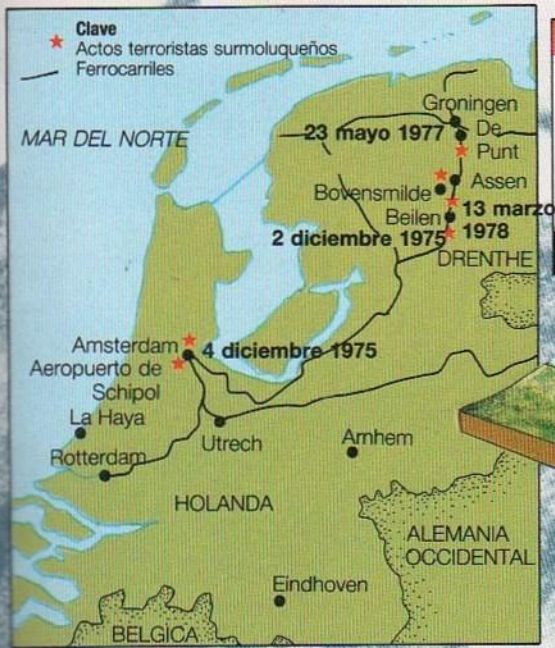 Clave
Actos terroristas surmoluqueños
Ferrocarriles
MAR DEL NORTE
Groningen
23 mayo 1977
De
Punt
Assen
Bovensmilde
Beilen
13 marzo
1978
2 diciembre 1975
DRENTHE
Amsterdam
4 diciembre 1975
Aeropuerto de
Schipol
La Haya
Utrech
Arnhem
Rotterdam
HOLANDA
ALEMANIA
OCCIDENTAL
Eindhoven
BELGICA